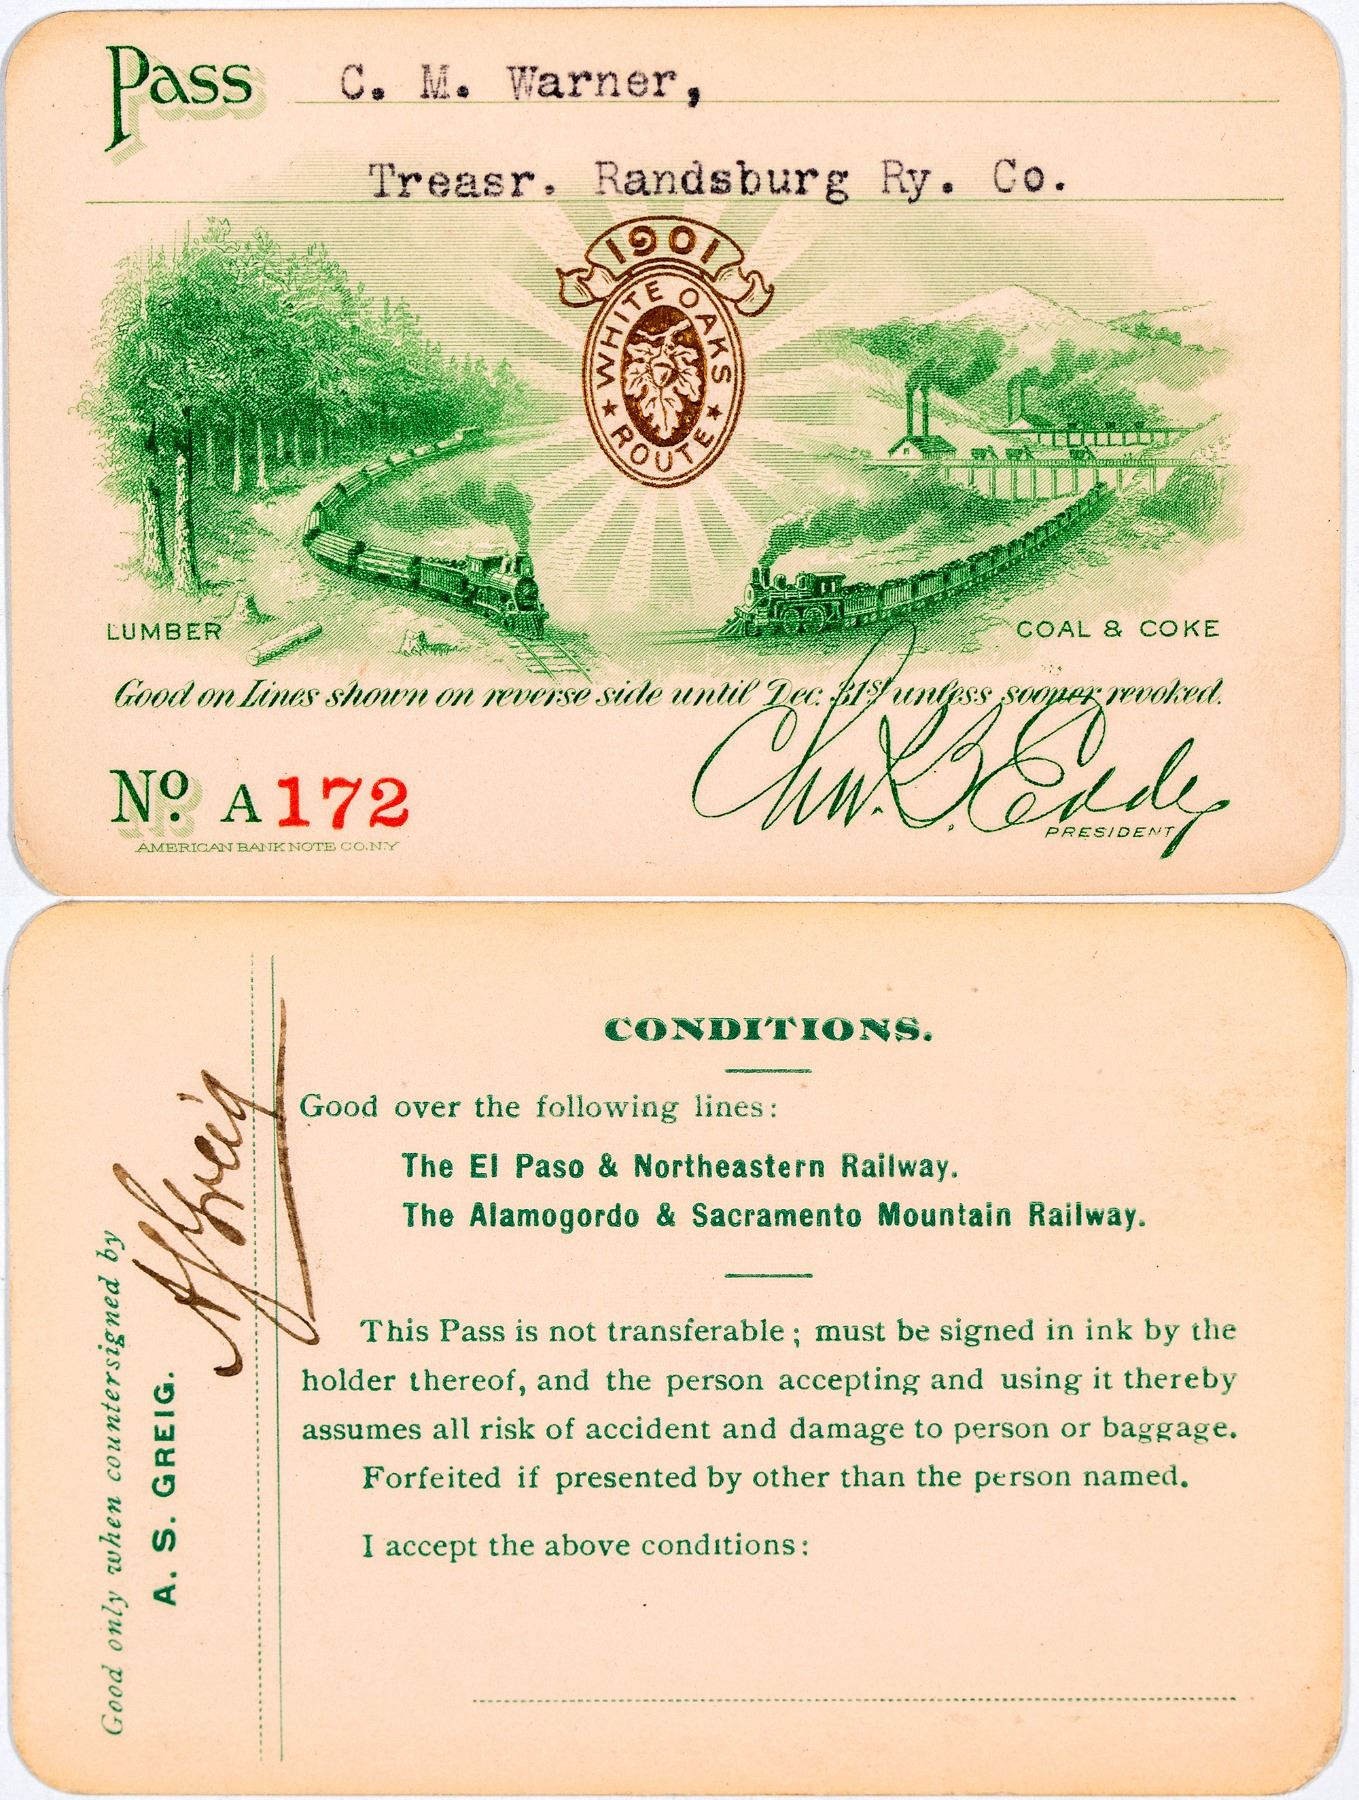 Pass C. M. Warner,
Treasr. Randsburg Ry. Co.
1901
WHITE OAKS
★ ROUTE ★
LUMBER
COAL & COKE
Good on Lines shown on reverse side until Dec. 31st unless sooner revoked.
Chas. B. Eddy
PRESIDENT
No. A172
AMERICAN BANK NOTE CO. N.Y.
Good only when countersigned by
A. S. GREIG.
A S Greig
CONDITIONS.
Good over the following lines:
The El Paso & Northeastern Railway.
The Alamogordo & Sacramento Mountain Railway.
This Pass is not transferable; must be signed in ink by the
holder thereof, and the person accepting and using it thereby
assumes all risk of accident and damage to person or baggage.
Forfeited if presented by other than the person named.
I accept the above conditions: